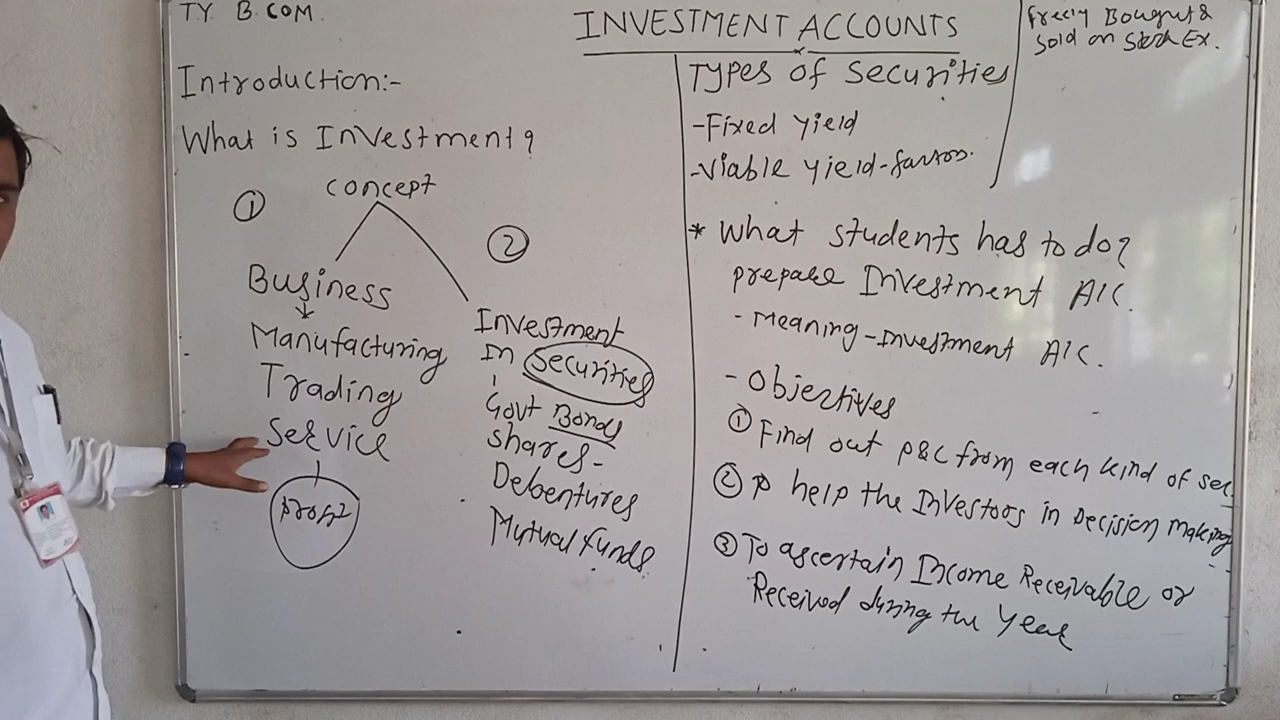 TY. B.COM.
INVESTMENT ACCOUNTS
Freely Bought &
Sold on Stock Ex.
Introduction:-
What is Investment?
Concept
①
Business
Manufacturing
Trading
Service
Profit
②
Investment
In Securities
Govt Bonds
Shares-
Debentures
Mutual Funds.
Types of Securities
-Fixed Yield
-Viable Yield-
* What students has to do?
prepare Investment A/C.
- Meaning-Investment A/C.
- Objectives
① Find out P&L from each kind of sec.
② To help the Investors in Decision Making
③ To ascertain Income Receivable or
Received during the Year